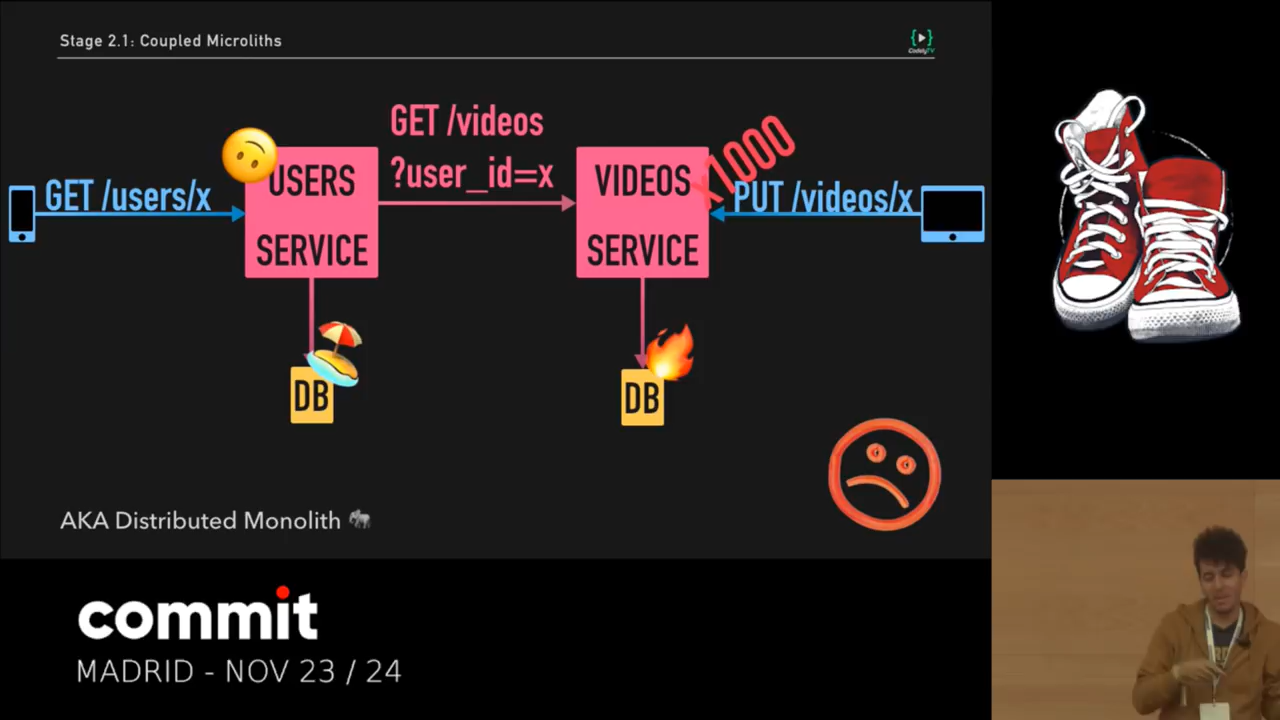 Stage 2.1: Coupled Microliths
CodelyTV
GET /users/x
USERS
SERVICE
GET /videos
?user_id=x
VIDEOS
SERVICE
x1000
PUT /videos/x
DB
DB
AKA Distributed Monolith
commit
MADRID - NOV 23 / 24